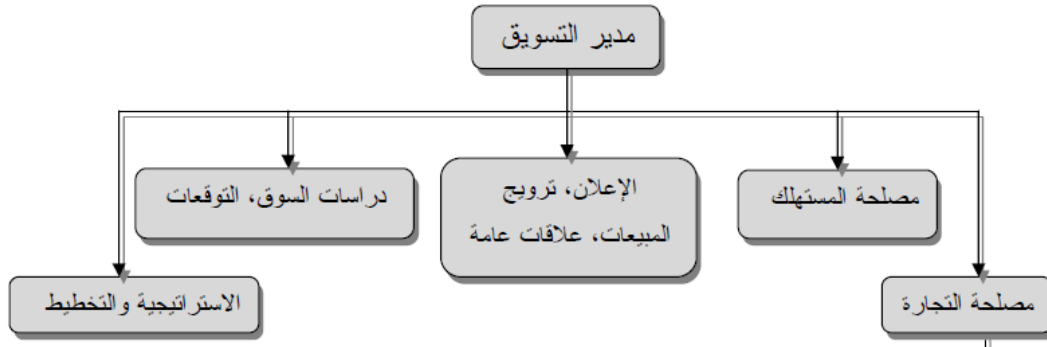 مدير التسويق
مصلحة المستهلك
الإعلان، ترويج
المبيعات، علاقات عامة
دراسات السوق، التوقعات
مصلحة التجارة
الاستراتيجية والتخطيط